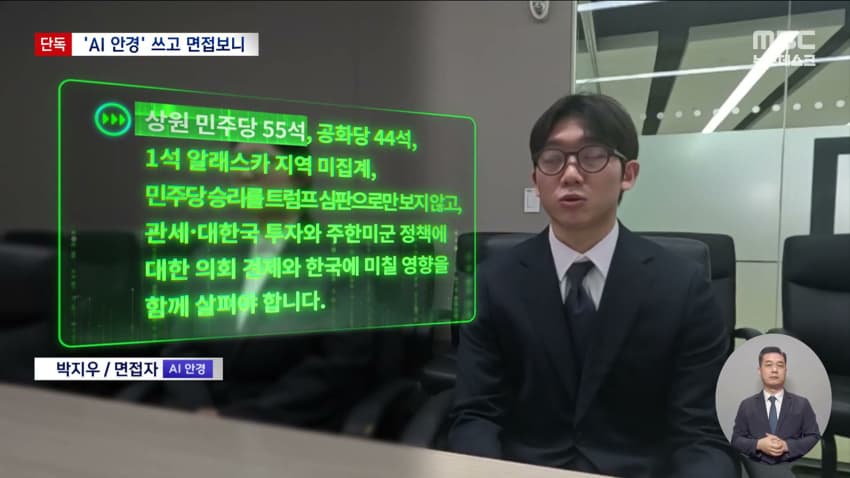 단독 'AI 안경' 쓰고 면접보니
MBC
뉴스데스크
상원 민주당 55석, 공화당 44석,
1석 알래스카 지역 미집계,
민주당 승리를 트럼프 심판으로만 보지 않고,
관세·대한국 투자와 주한미군 정책에
대한 의회 견제와 한국에 미칠 영향을
함께 살펴야 합니다.
박지우 / 면접자 AI 안경